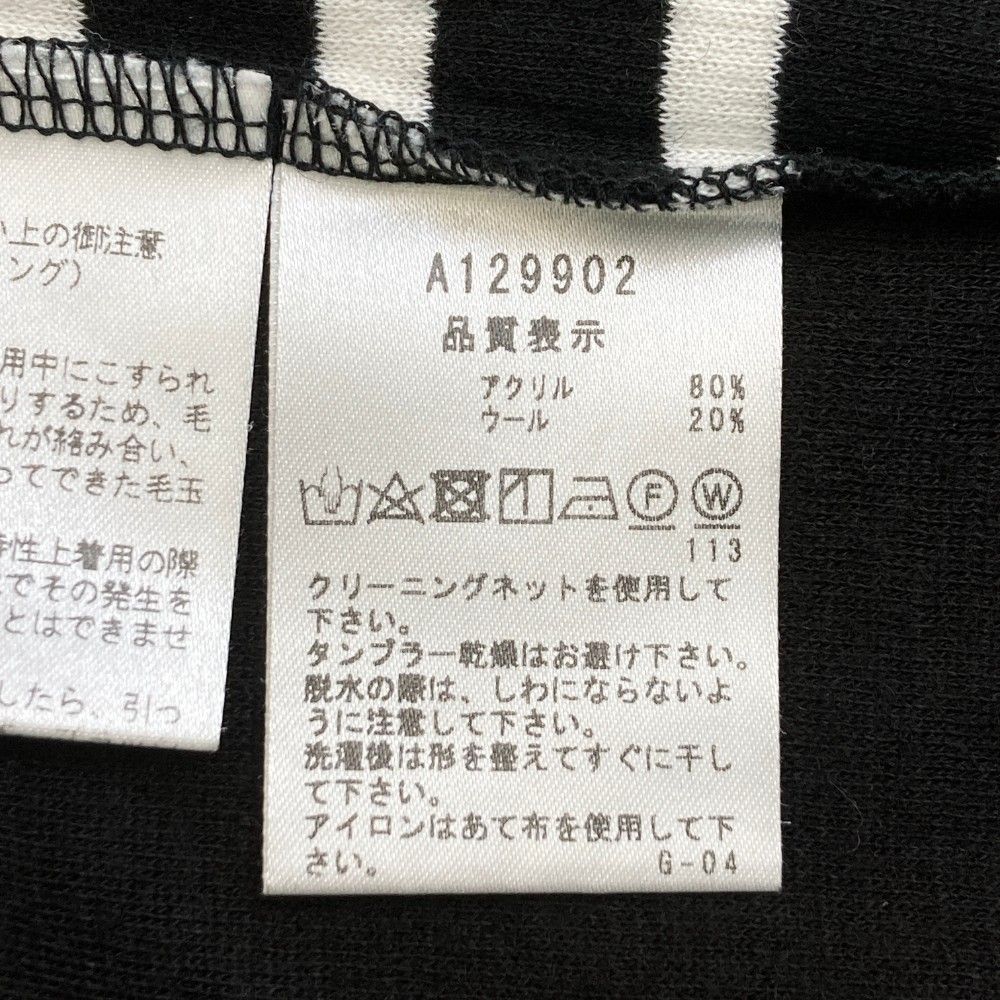 い上の御注意
ング)
用中にこすられ
りするため、毛
れが絡み合い、
ってできた毛玉
特性上着用の際
でその発生を
とはできませ
したら、引っ
A129902
品質表示
アクリル 80%
ウール 20%
F W
113
クリーニングネットを使用して
下さい。
タンブラー乾燥はお避け下さい。
脱水の際は、しわにならないよ
うに注意して下さい。
洗濯後は形を整えてすぐに干し
て下さい。
アイロンはあて布を使用して下
さい。 G-04